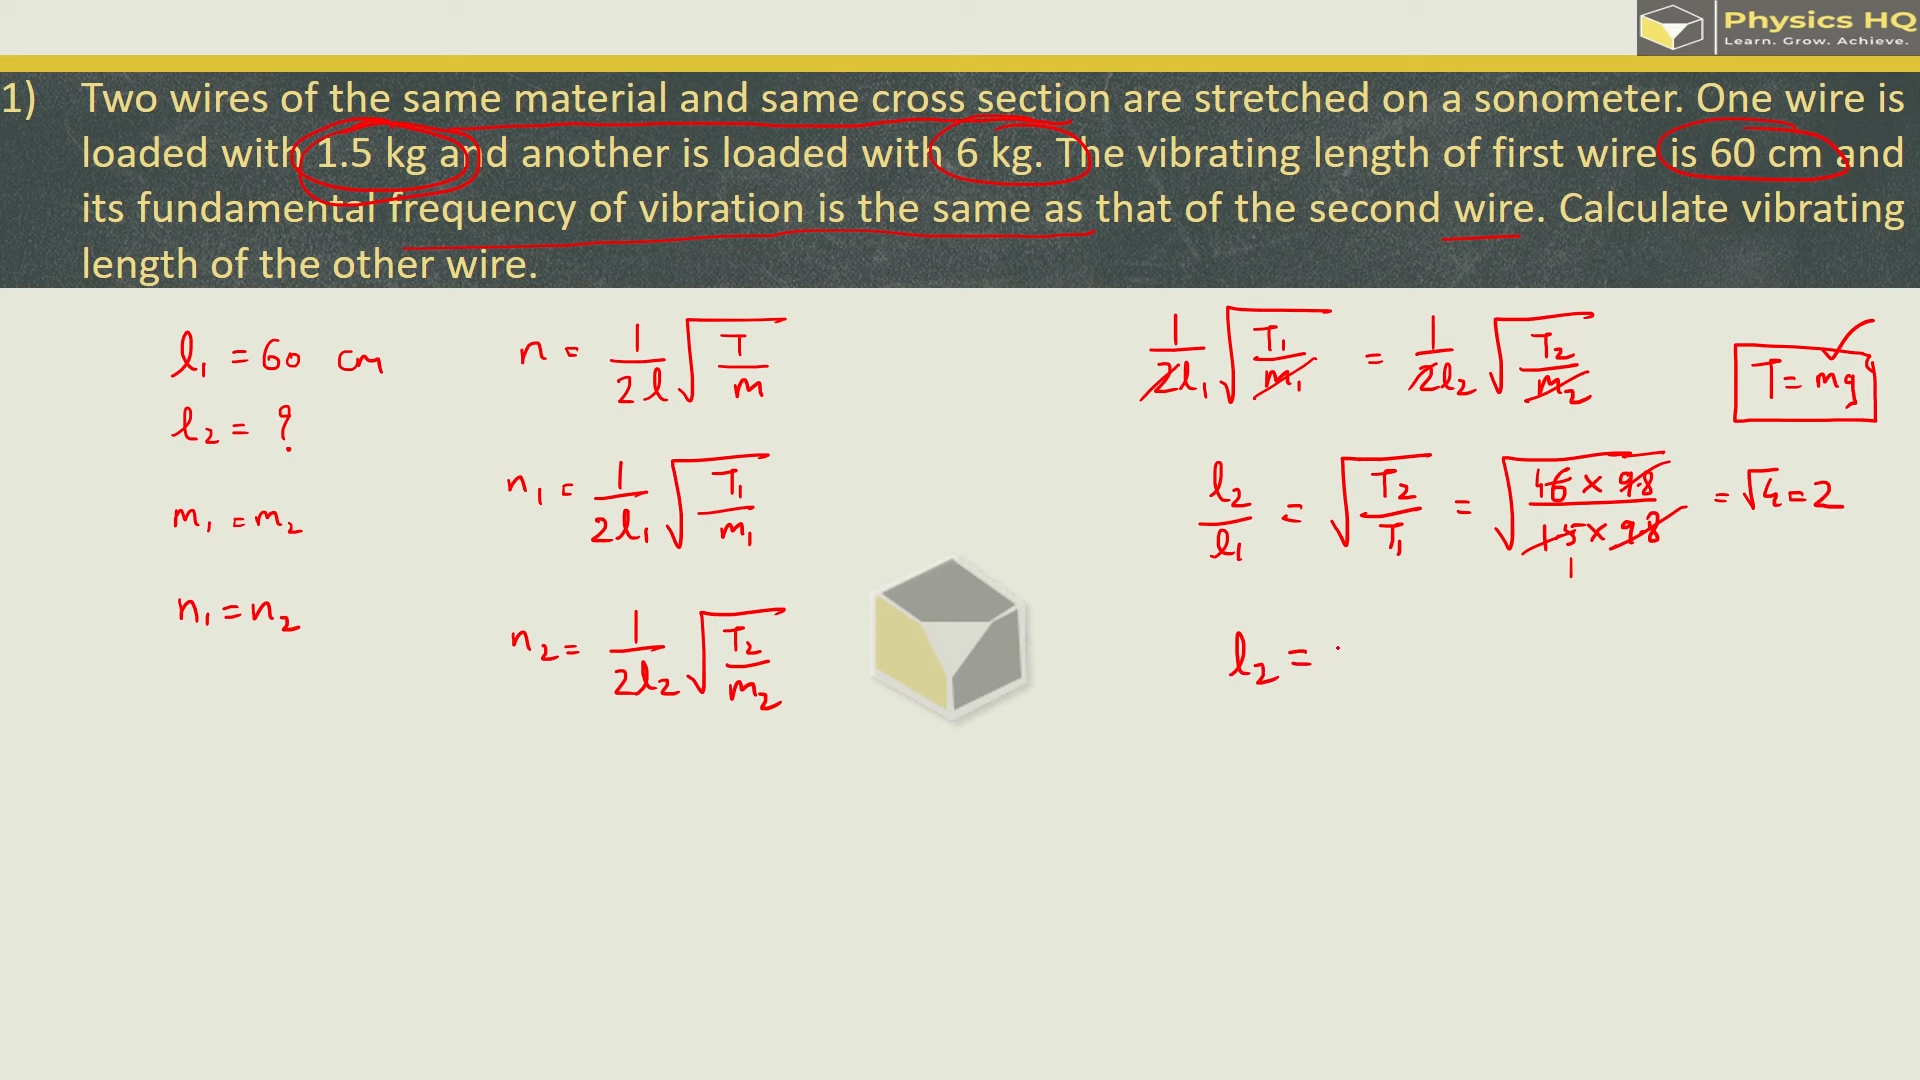 Physics HQ
Learn. Grow. Achieve.
1) Two wires of the same material and same cross section are stretched on a sonometer. One wire is
loaded with 1.5 kg and another is loaded with 6 kg. The vibrating length of first wire is 60 cm and
its fundamental frequency of vibration is the same as that of the second wire. Calculate vibrating
length of the other wire.
l₁ = 60 cm
l₂ = ?
m₁ = m₂
n₁ = n₂
n = 1/2l √(T/m)
n₁ = 1/2l₁ √(T₁/m₁)
n₂ = 1/2l₂ √(T₂/m₂)
1/2l₁ √(T₁/m₁) = 1/2l₂ √(T₂/m₂)
T = mg
l₂/l₁ = √(T₂/T₁) = √(6 × 9.8/1.5 × 9.8) = √4 = 2
l₂ =